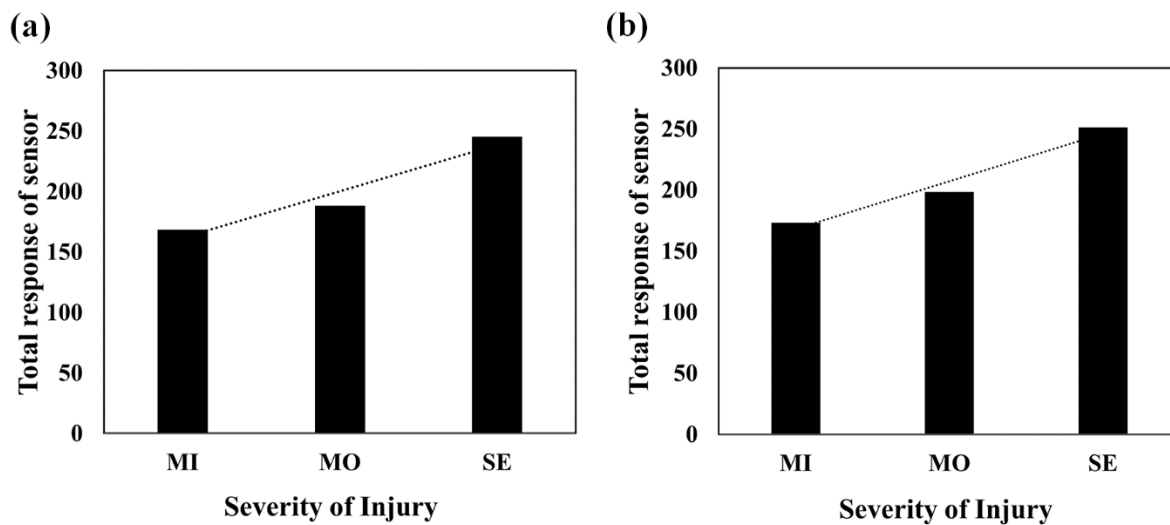 (a)
Total response of sensor
300
250
200
150
100
50
0
MI MO SE
Severity of Injury
(b)
Total response of sensor
300
250
200
150
100
50
0
MI MO SE
Severity of Injury